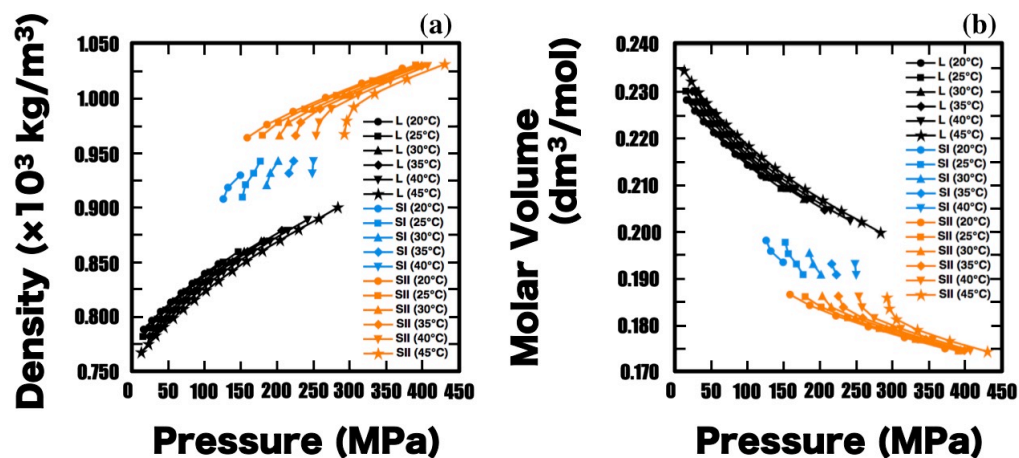 (a)
Density (×10³ kg/m³)
1.050
1.000
0.950
0.900
0.850
0.800
0.750
L (20°C)
L (25°C)
L (30°C)
L (35°C)
L (40°C)
L (45°C)
SI (20°C)
SI (25°C)
SI (30°C)
SI (35°C)
SI (40°C)
SII (20°C)
SII (25°C)
SII (30°C)
SII (35°C)
SII (40°C)
SII (45°C)
0 50 100 150 200 250 300 350 400 450
Pressure (MPa)
(b)
Molar Volume
(dm³/mol)
0.240
0.230
0.220
0.210
0.200
0.190
0.180
0.170
L (20°C)
L (25°C)
L (30°C)
L (35°C)
L (40°C)
L (45°C)
SI (20°C)
SI (25°C)
SI (30°C)
SI (35°C)
SI (40°C)
SII (20°C)
SII (25°C)
SII (30°C)
SII (35°C)
SII (40°C)
SII (45°C)
0 50 100 150 200 250 300 350 400 450
Pressure (MPa)